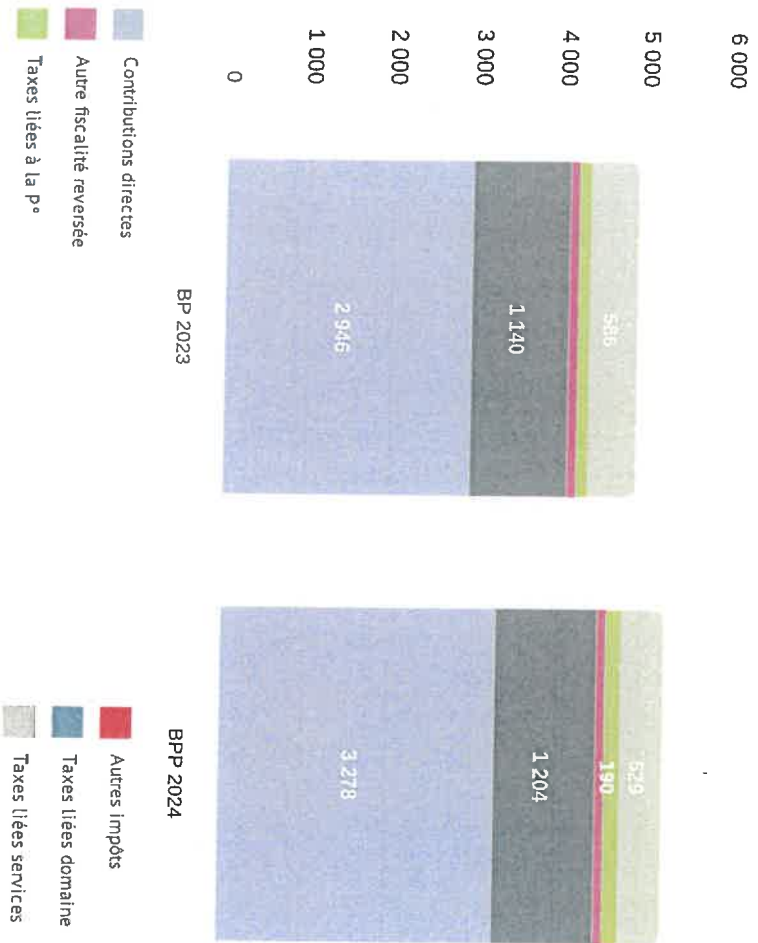 6 000
5 000
4 000
3 000
2 000
1 000
0
586
1 140
2 946
BP 2023
529
190
1 204
3 278
BPP 2024
Contributions directes
Autre fiscalité reversée
Taxes liées à la P°
Autres impôts
Taxes liées domaine
Taxes liées services